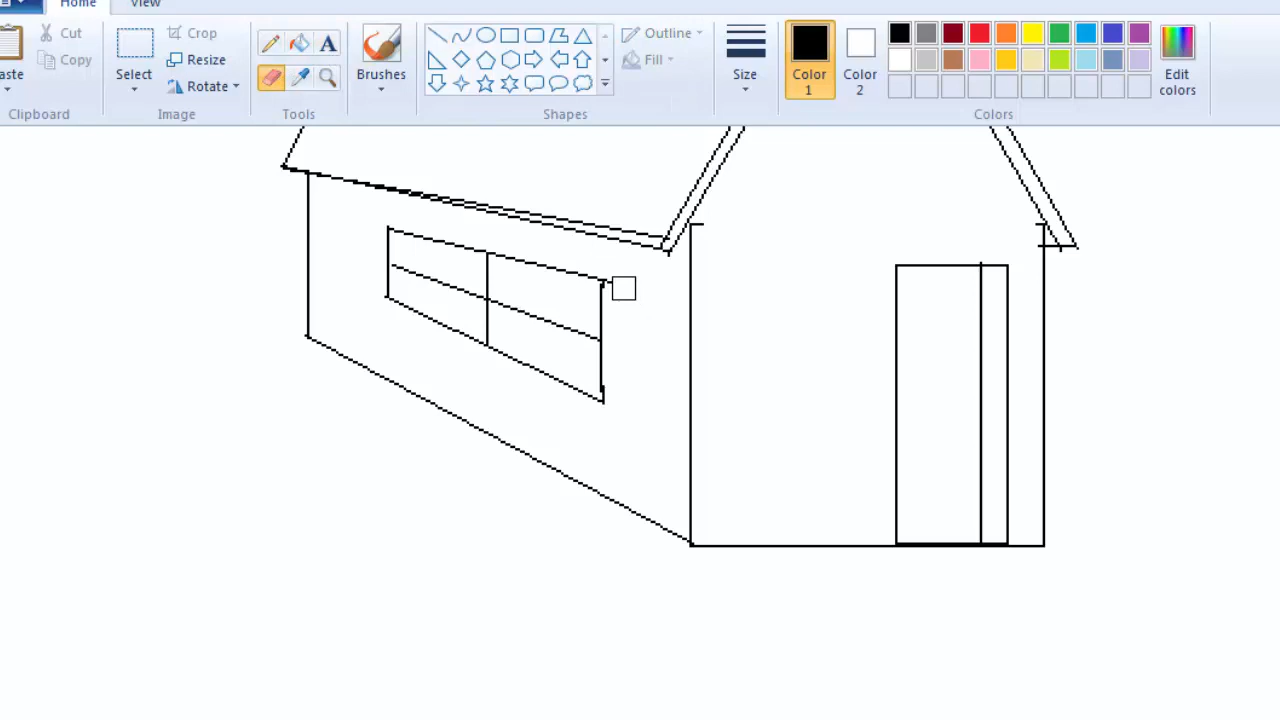 Home View
Cut
Copy
Crop
Resize
Rotate
Select
A
Brushes
Outline
Fill
Size
Color 1
Color 2
Edit colors
Clipboard
Image
Tools
Shapes
Colors